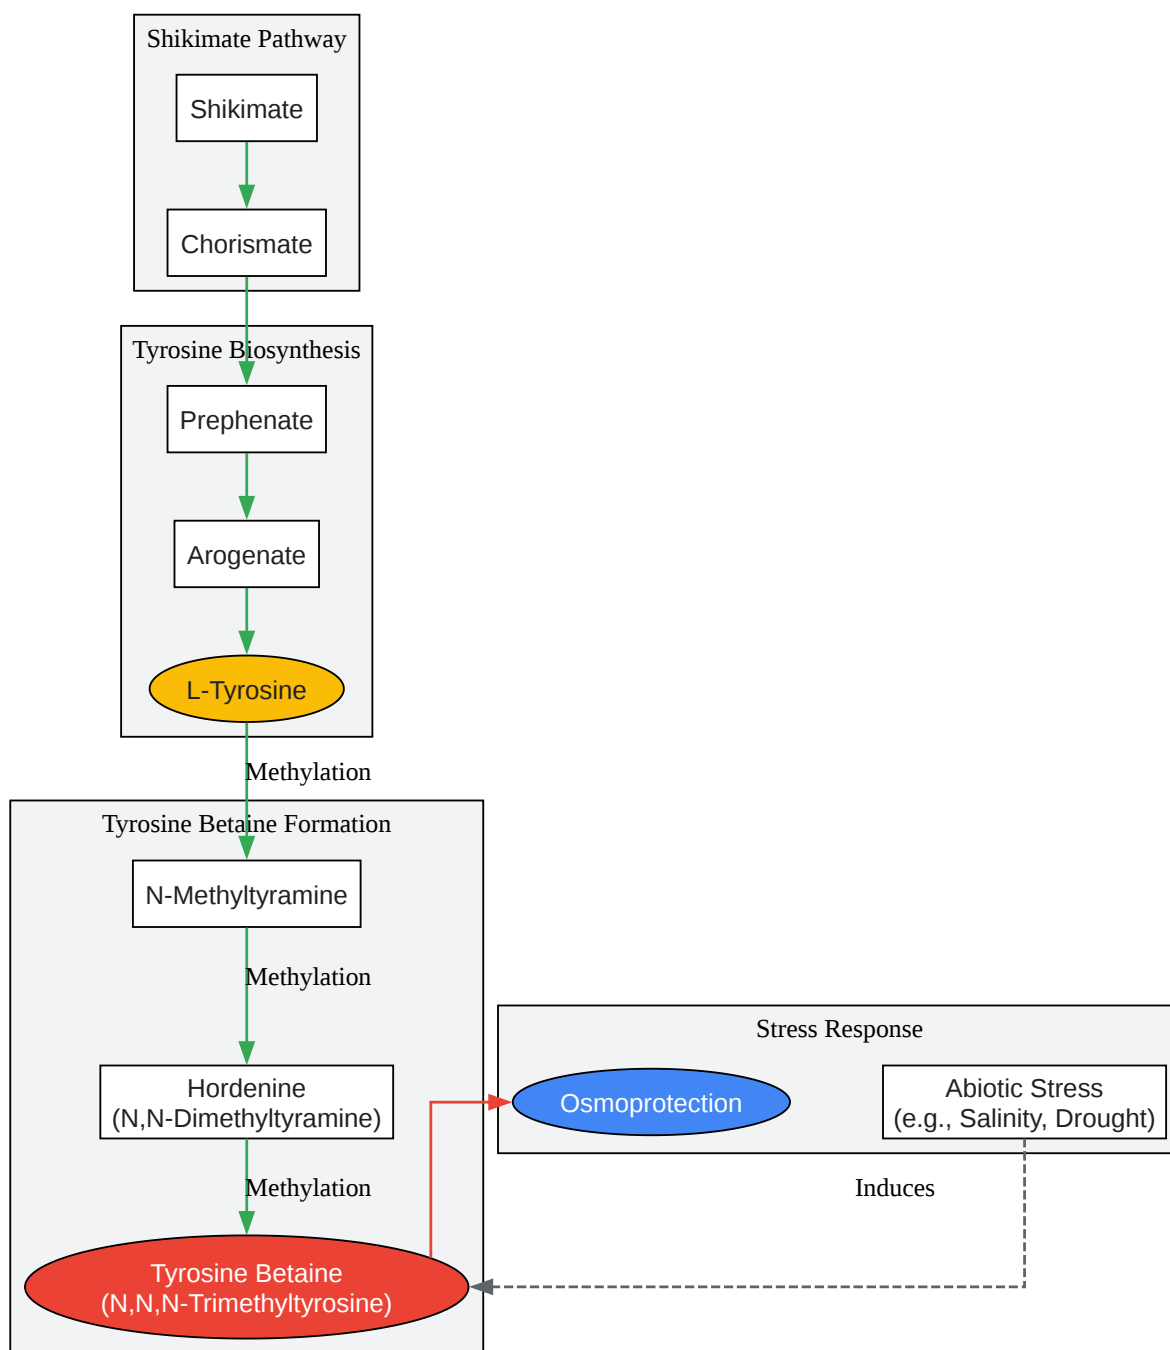 Shikimate Pathway
Shikimate
Chorismate
Tyrosine Biosynthesis
Prephenate
Arogenate
L-Tyrosine
Methylation
Tyrosine Betaine Formation
N-Methyltyramine
Methylation
Hordenine
(N,N-Dimethyltyramine)
Methylation
Tyrosine Betaine
(N,N,N-Trimethyltyrosine)
Stress Response
Osmoprotection
Abiotic Stress
(e.g., Salinity, Drought)
Induces